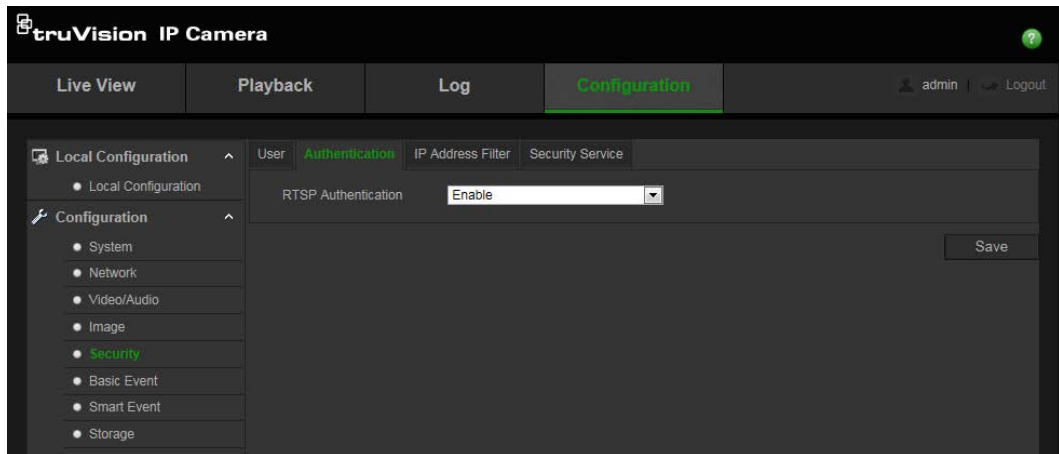 truVision IP Camera
?
Live View Playback Log Configuration admin | Logout
Local Configuration
Local Configuration
Configuration
System
Network
Video/Audio
Image
Security
Basic Event
Smart Event
Storage
User Authentication IP Address Filter Security Service
RTSP Authentication Enable
Save